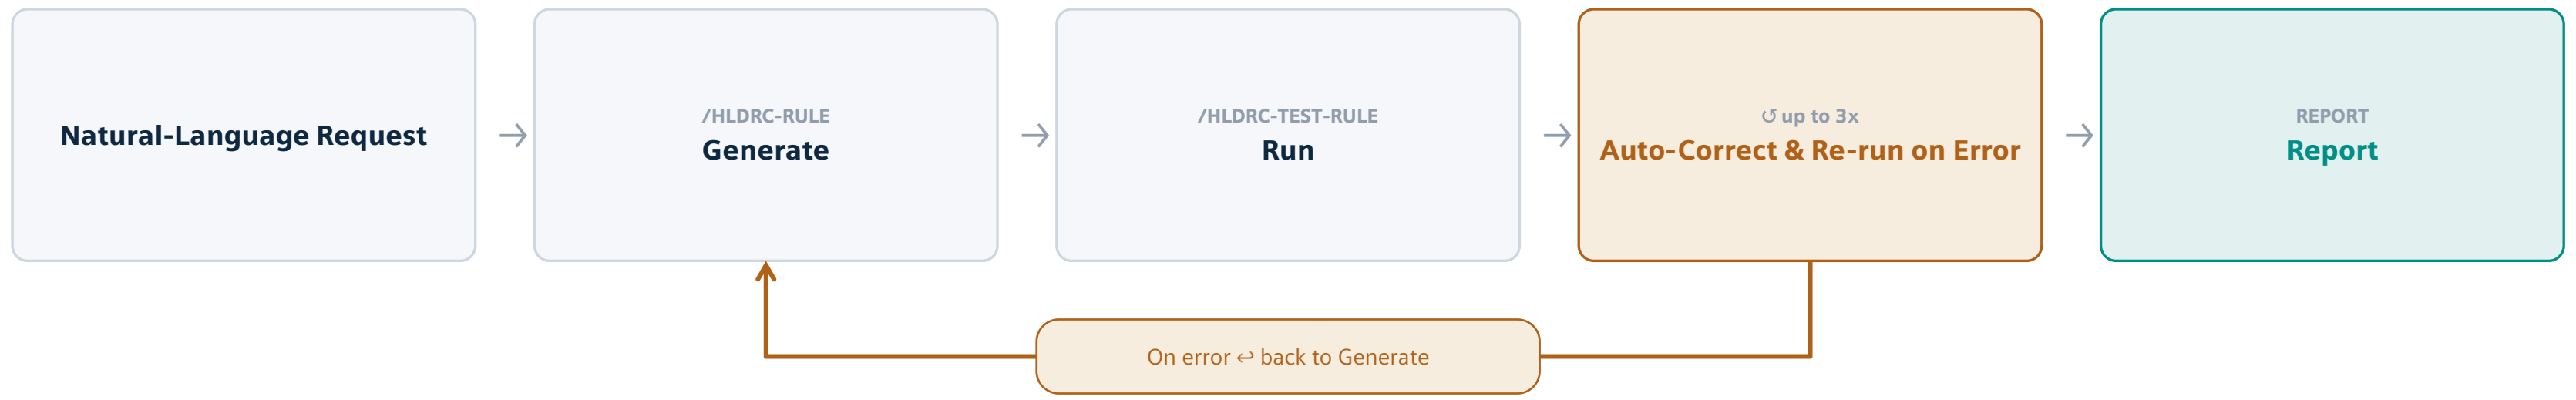 Natural-Language Request
/HLDRC-RULE
Generate
/HLDRC-TEST-RULE
Run
↺ up to 3x
Auto-Correct & Re-run on Error
REPORT
Report
On error ↩ back to Generate